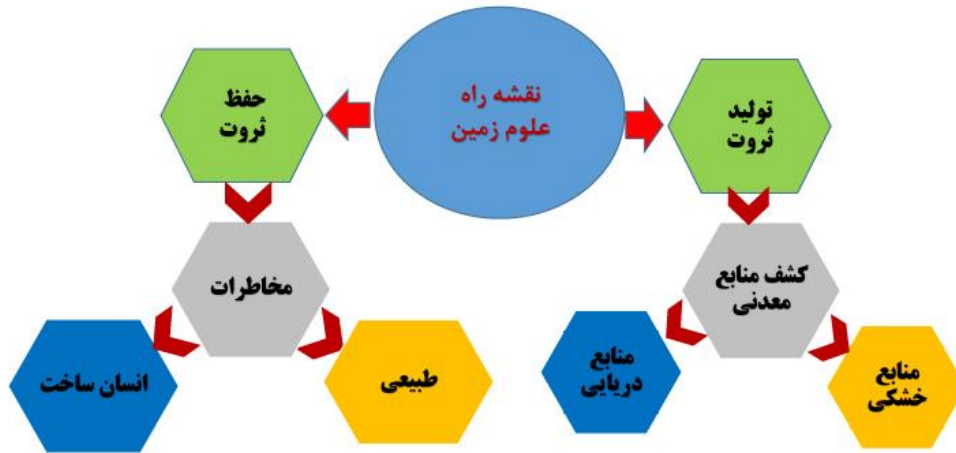 نقشه راه
علوم زمین
تولید
ثروت
حفظ
ثروت
کشف منابع
معدنی
مخاطرات
منابع
خشکی
منابع
دریایی
طبیعی
انسان ساخت